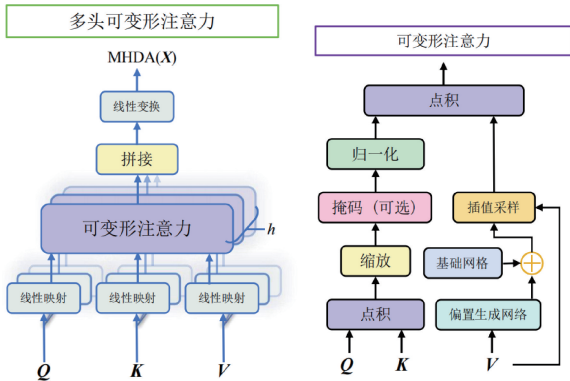 多头可变形注意力
MHDA(X)
线性变换
拼接
可变形注意力
h
线性映射
线性映射
线性映射
Q
K
V
可变形注意力
点积
归一化
掩码（可选）
插值采样
缩放
基础网格
点积
偏置生成网络
Q
K
V